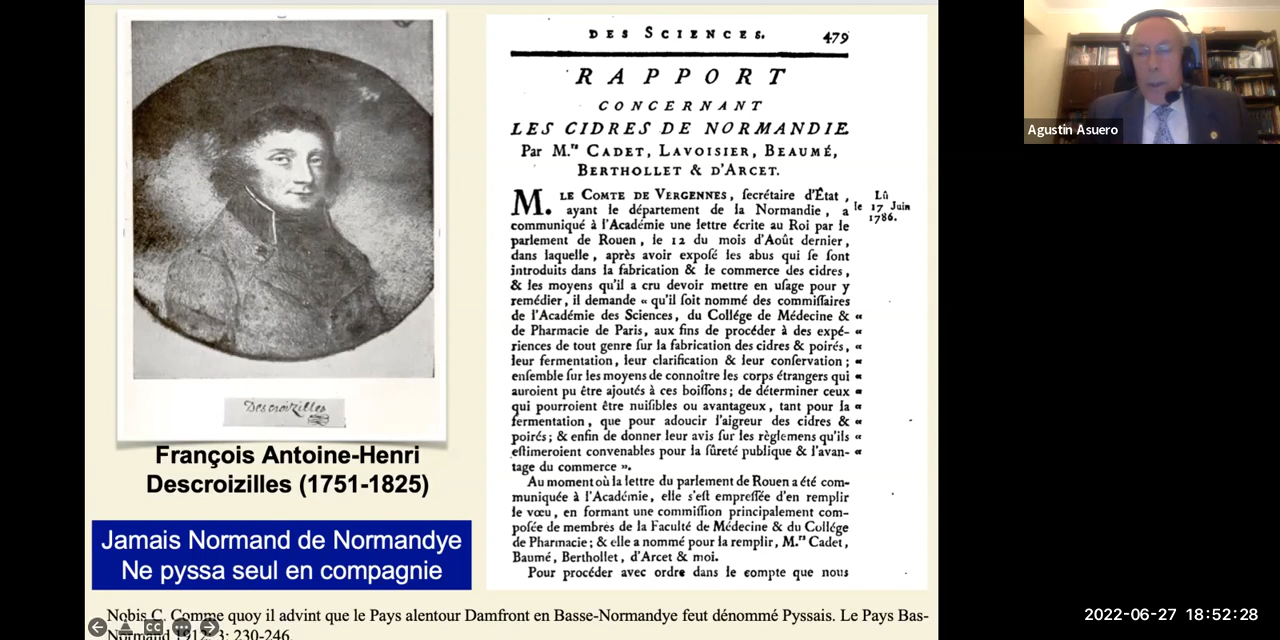 Descroizilles
François Antoine-Henri
Descroizilles (1751-1825)
Jamais Normand de Normandye
Ne pyssa seul en compagnie
DES SCIENCES. 479
RAPPORT
CONCERNANT
LES CIDRES DE NORMANDIE.
Par M.rs CADET, LAVOISIER, BEAUMÉ,
BERTHOLLET & D'ARCET.
M. LE COMTE DE VERGENNES, ſecrétaire d'État,
ayant le département de la Normandie, a
communiqué à l'Académie une lettre écrite au Roi par le
parlement de Rouen, le 12 du mois d'Août dernier,
dans laquelle, après avoir expoſé les abus qui ſe ſont
introduits dans la fabrication & le commerce des cidres,
& les moyens qu'il a cru devoir mettre en uſage pour y
remédier, il demande « qu'il ſoit nommé des commiſſaires
de l'Académie des Sciences, du Collége de Médecine & «
de Pharmacie de Paris, aux fins de procéder à des expé- «
riences de tout genre ſur la fabrication des cidres & poirés, «
leur fermentation, leur clarification & leur conſervation ; «
enſemble ſur les moyens de connoître les corps étrangers qui «
auroient pu être ajoutés à ces boiſſons; de déterminer ceux «
qui pourroient être nuiſibles ou avantageux, tant pour la «
fermentation, que pour adoucir l'aigreur des cidres & «
poirés; & enfin de donner leur avis ſur les règlemens qu'ils «
eſtimeroient convenables pour la ſûreté publique & l'avan- «
tage du commerce ».
Au moment où la lettre du parlement de Rouen a été com-
muniquée à l'Académie, elle s'eſt empreſſée d'en remplir
le vœu, en formant une commiſſion principalement com-
poſée de membres de la Faculté de Médecine & du Collége
de Pharmacie; & elle a nommé pour la remplir, M.rs Cadet,
Baumé, Berthollet, d'Arcet & moi.
Pour procéder avec ordre dans le compte que nous
Lû
le 17 Juin
1786.
Nobis C. Comme quoy il advint que le Pays alentour Damfront en Basse-Normandye feut dénommé Pyssais. Le Pays Bas-
Normand 1912; 3: 230-246.
CC
Agustín Asuero
2022-06-27 18:52:28